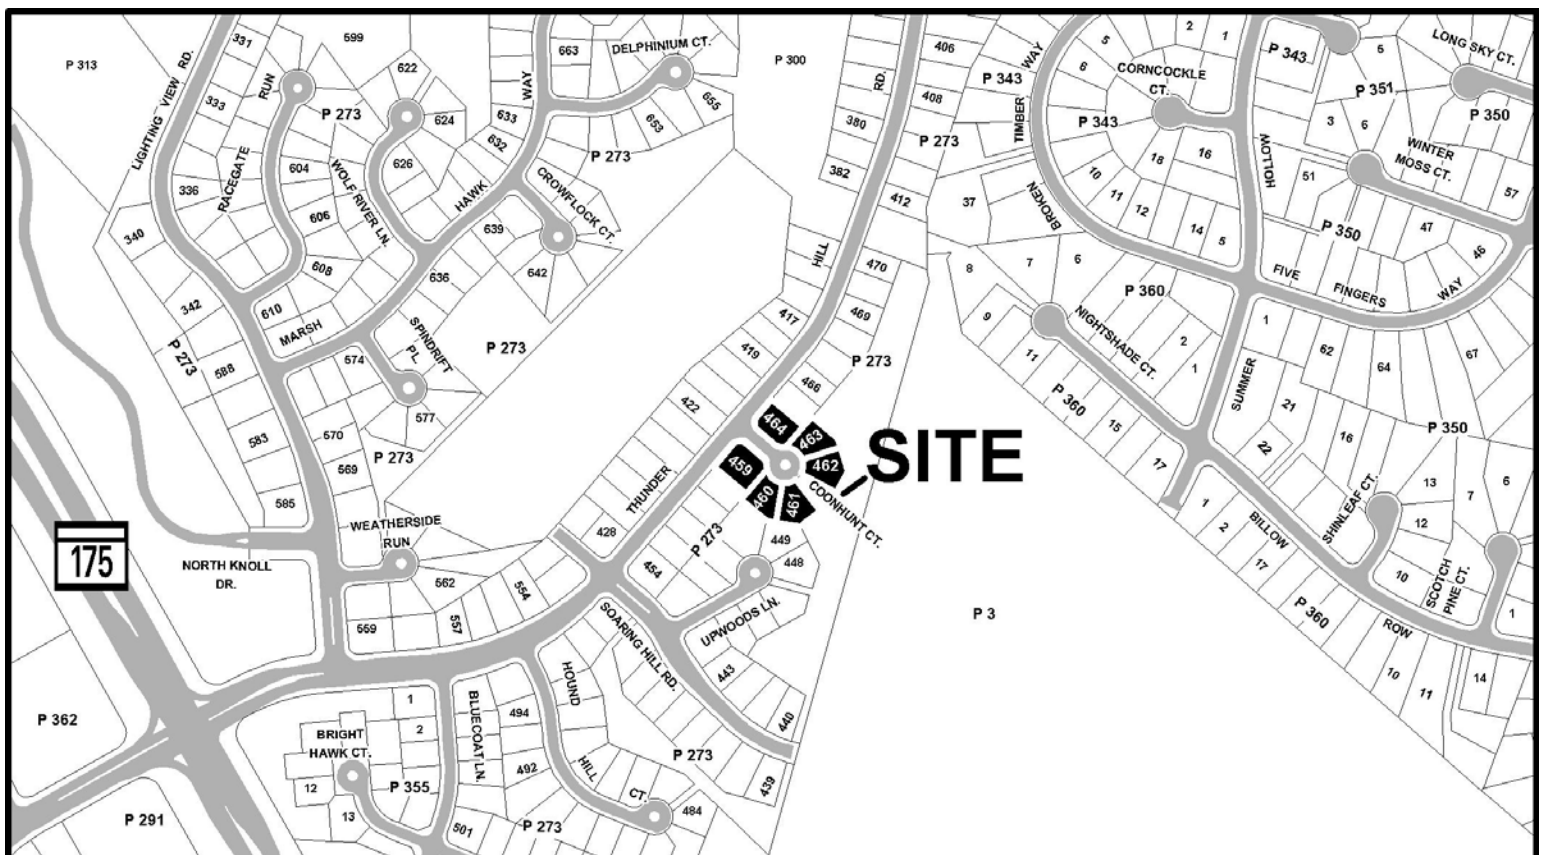 331
599
663
DELPHINIUM CT.
P 300
406
WAY
2
1
5
P 343
5
LONG SKY CT.
P 313
LIGHTING VIEW RD.
RUN
622
WAY
RD.
P 343
6
CORNCOCKLE
CT.
P 351
333
P 273
624
633
653
655
408
380
TIMBER
P 343
3
6
P 350
632
P 273
P 273
HOLLOW
WINTER
MOSS CT.
RACEGATE
604
WOLF RIVER LN.
626
18
16
336
HAWK
CROWFLOCK CT.
382
10
51
57
606
412
37
BROKEN
11
12
340
639
14
5
P 350
47
46
608
636
642
HILL
470
8
7
6
FIVE
FINGERS
WAY
342
610
MARSH
SPINDRIFT
PL.
417
469
9
P 360
NIGHTSHADE CT.
1
P 273
588
574
P 273
419
P 273
11
2
1
62
64
67
422
466
SUMMER
577
464
463
P 360
21
583
570
P 273
459
462
SITE
15
22
16
P 350
569
460
461
COONHUNT CT.
17
585
THUNDER
1
2
BILLOW
SHINLEAF CT.
13
7
6
WEATHERSIDE
RUN
428
P 273
449
12
175
NORTH KNOLL
DR.
562
554
454
448
17
10
SCOTCH
PINE CT.
559
557
SOARING HILL RD.
UPWOODS LN.
P 3
P 360
ROW
1
HOUND
443
10
11
14
P 362
1
BLUECOAT LN.
494
440
BRIGHT
HAWK CT.
2
P 273
12
P 355
492
HILL
CT.
439
13
484
P 291
501
P 273